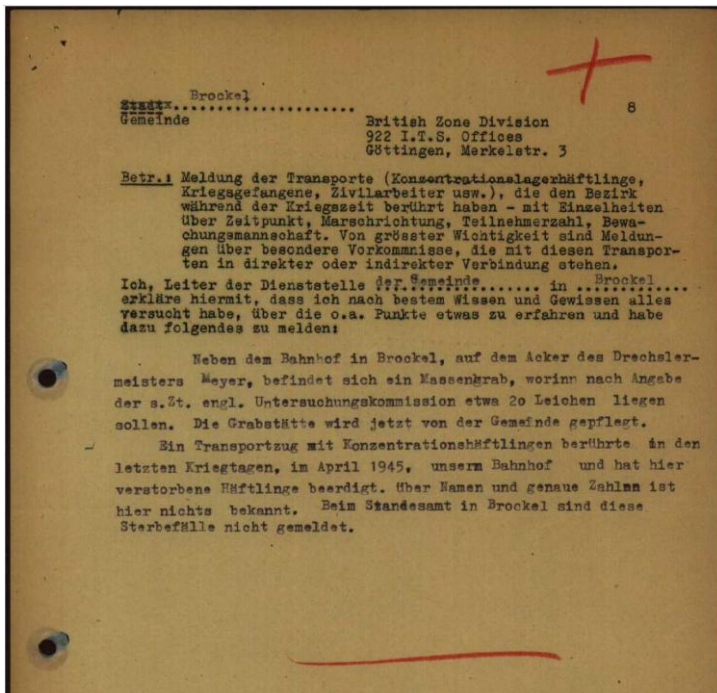 Brockel
Stadtx.....................
8
Gemeinde
British Zone Division
922 I.T.S. Offices
Göttingen, Merkelstr. 3
Betr.: Meldung der Transporte (Konzentrationslagerhäftlinge,
Kriegsgefangene, Zivilarbeiter usw.), die den Bezirk
während der Kriegszeit berührt haben - mit Einzelheiten
über Zeitpunkt, Marschrichtung, Teilnehmerzahl, Bewa-
chungsmannschaft. Von grösster Wichtigkeit sind Meldun-
gen über besondere Vorkommnisse, die mit diesen Transpor-
ten in direkter oder indirekter Verbindung stehen.
Ich, Leiter der Dienststelle der Gemeinde....... in ..Brockel....
erkläre hiermit, dass ich nach bestem Wissen und Gewissen alles
versucht habe, über die o.a. Punkte etwas zu erfahren und habe
dazu folgendes zu melden:
Neben dem Bahnhof in Brockel, auf dem Acker des Drechsler-
meisters Meyer, befindet sich ein Massengrab, worinn nach Angabe
der s.Zt. engl. Untersuchungskommission etwa 2o Leichen liegen
sollen. Die Grabstätte wird jetzt von der Gemeinde gepflegt.
Ein Transportzug mit Konzentrationshäftlingen berührte in den
letzten Kriegtagen, im April 1945, unserm Bahnhof und hat hier
verstorbene Häftlinge beerdigt. Über Namen und genaue Zahlen ist
hier nichts bekannt. Beim Standesamt in Brockel sind diese
Sterbefälle nicht gemeldet.